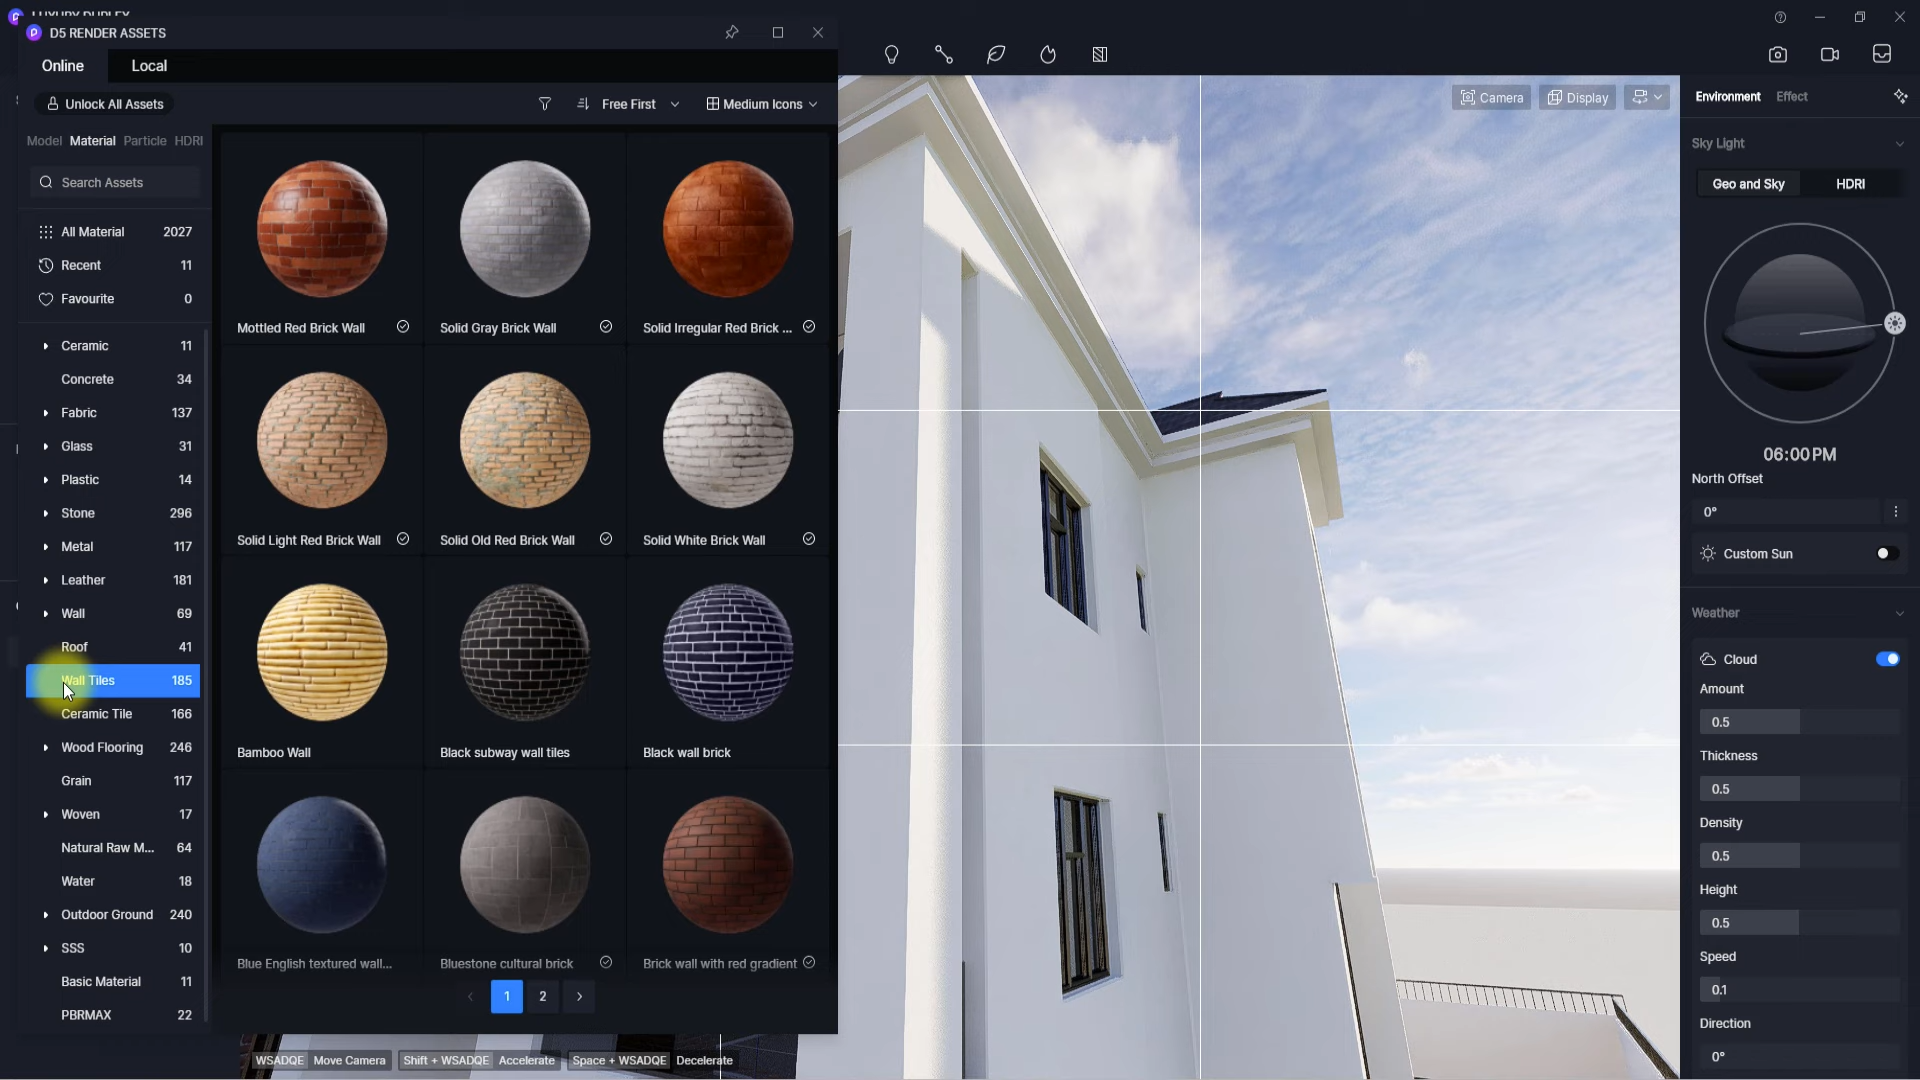 D5 RENDER ASSETS
Online
Local
Unlock All Assets
Free First
Medium Icons
Model Material Particle HDRI
Search Assets
All Material 2027
Recent 11
Favourite 0
Ceramic 11
Concrete 34
Fabric 137
Glass 31
Plastic 14
Stone 296
Metal 117
Leather 181
Wall 69
Roof 41
Wall Tiles 185
Ceramic Tile 166
Wood Flooring 246
Grain 117
Woven 17
Natural Raw M... 64
Water 18
Outdoor Ground 240
SSS 10
Basic Material 11
PBRMAX 22
Mottled Red Brick Wall
Solid Gray Brick Wall
Solid Irregular Red Brick ...
Solid Light Red Brick Wall
Solid Old Red Brick Wall
Solid White Brick Wall
Bamboo Wall
Black subway wall tiles
Black wall brick
Blue English textured wall...
Bluestone cultural brick
Brick wall with red gradient
1
2
WSADQE Move Camera Shift + WSADQE Accelerate Space + WSADQE Decelerate
Camera
Display
Environment Effect
Sky Light
Geo and Sky
HDRI
06:00PM
North Offset
0°
Custom Sun
Weather
Cloud
Amount
0.5
Thickness
0.5
Density
0.5
Height
0.5
Speed
0.1
Direction
0°